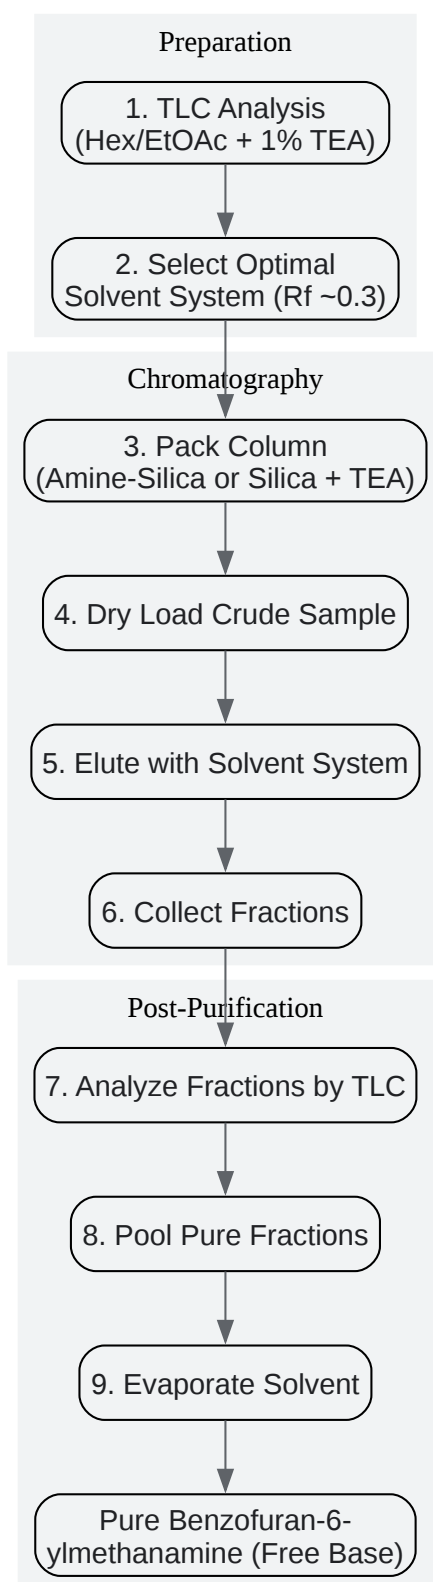 Preparation
1. TLC Analysis
(Hex/EtOAc + 1% TEA)
2. Select Optimal
Solvent System (Rf ~0.3)
Chromatography
3. Pack Column
(Amine-Silica or Silica + TEA)
4. Dry Load Crude Sample
5. Elute with Solvent System
6. Collect Fractions
Post-Purification
7. Analyze Fractions by TLC
8. Pool Pure Fractions
9. Evaporate Solvent
Pure Benzofuran-6-
ylmethanamine (Free Base)